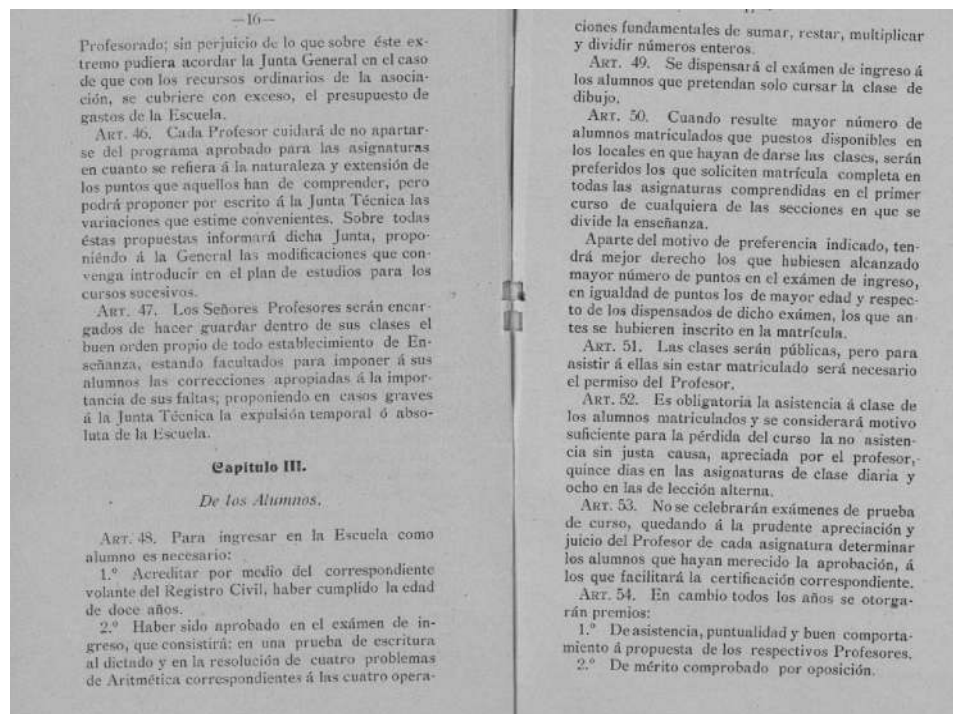 —16—
Profesorado; sin perjuicio de lo que sobre éste ex-
tremo pudiera acordar la Junta General en el caso
de que con los recursos ordinarios de la asocia-
ción, se cubriere con exceso, el presupuesto de
gastos de la Escuela.
ART. 46. Cada Profesor cuidará de no apartar-
se del programa aprobado para las asignaturas
en cuanto se refiera á la naturaleza y extensión de
los puntos que aquellos han de comprender, pero
podrá proponer por escrito á la Junta Técnica las
variaciones que estime convenientes. Sobre todas
éstas propuestas informará dicha Junta, propo-
niéndo á la General las modificaciones que con-
venga introducir en el plan de estudios para los
cursos sucesivos.
ART. 47. Los Señores Profesores serán encar-
gados de hacer guardar dentro de sus clases el
buen orden propio de todo establecimiento de En-
señanza, estando facultados para imponer á sus
alumnos las correcciones apropiadas á la impor-
tancia de sus faltas; proponiendo en casos graves
á la Junta Técnica la expulsión temporal ó abso-
luta de la Escuela.
Capitulo III.
De los Alumnos.
ART. 48. Para ingresar en la Escuela como
alumno es necesario:
1.º Acreditar por medio del correspondiente
volante del Registro Civil, haber cumplido la edad
de doce años.
2.º Haber sido aprobado en el exámen de in-
greso, que consistirá: en una prueba de escritura
al dictado y en la resolución de cuatro problemas
de Aritmética correspondientes á las cuatro opera-
ciones fundamentales de sumar, restar, multiplicar
y dividir números enteros.
ART. 49. Se dispensará el exámen de ingreso á
los alumnos que pretendan solo cursar la clase de
dibujo.
ART. 50. Cuando resulte mayor número de
alumnos matriculados que puestos disponibles en
los locales en que hayan de darse las clases, serán
preferidos los que soliciten matrícula completa en
todas las asignaturas comprendidas en el primer
curso de cualquiera de las secciones en que se
divide la enseñanza.
Aparte del motivo de preferencia indicado, ten-
drá mejor derecho los que hubiesen alcanzado
mayor número de puntos en el exámen de ingreso,
en igualdad de puntos los de mayor edad y respec-
to de los dispensados de dicho exámen, los que an-
tes se hubieren inscrito en la matrícula.
ART. 51. Las clases serán públicas, pero para
asistir á ellas sin estar matriculado será necesario
el permiso del Profesor.
ART. 52. Es obligatoria la asistencia á clase de
los alumnos matriculados y se considerará motivo
suficiente para la pérdida del curso la no asisten-
cia sin justa causa, apreciada por el profesor,
quince dias en las asignaturas de clase diaria y
ocho en las de lección alterna.
ART. 53. No se celebrarán exámenes de prueba
de curso, quedando á la prudente apreciación y
juicio del Profesor de cada asignatura determinar
los alumnos que hayan merecido la aprobación, á
los que facilitará la certificación correspondiente.
ART. 54. En cambio todos los años se otorga-
rán premios:
1.º De asistencia, puntualidad y buen comporta-
miento á propuesta de los respectivos Profesores.
2.º De mérito comprobado por oposición.